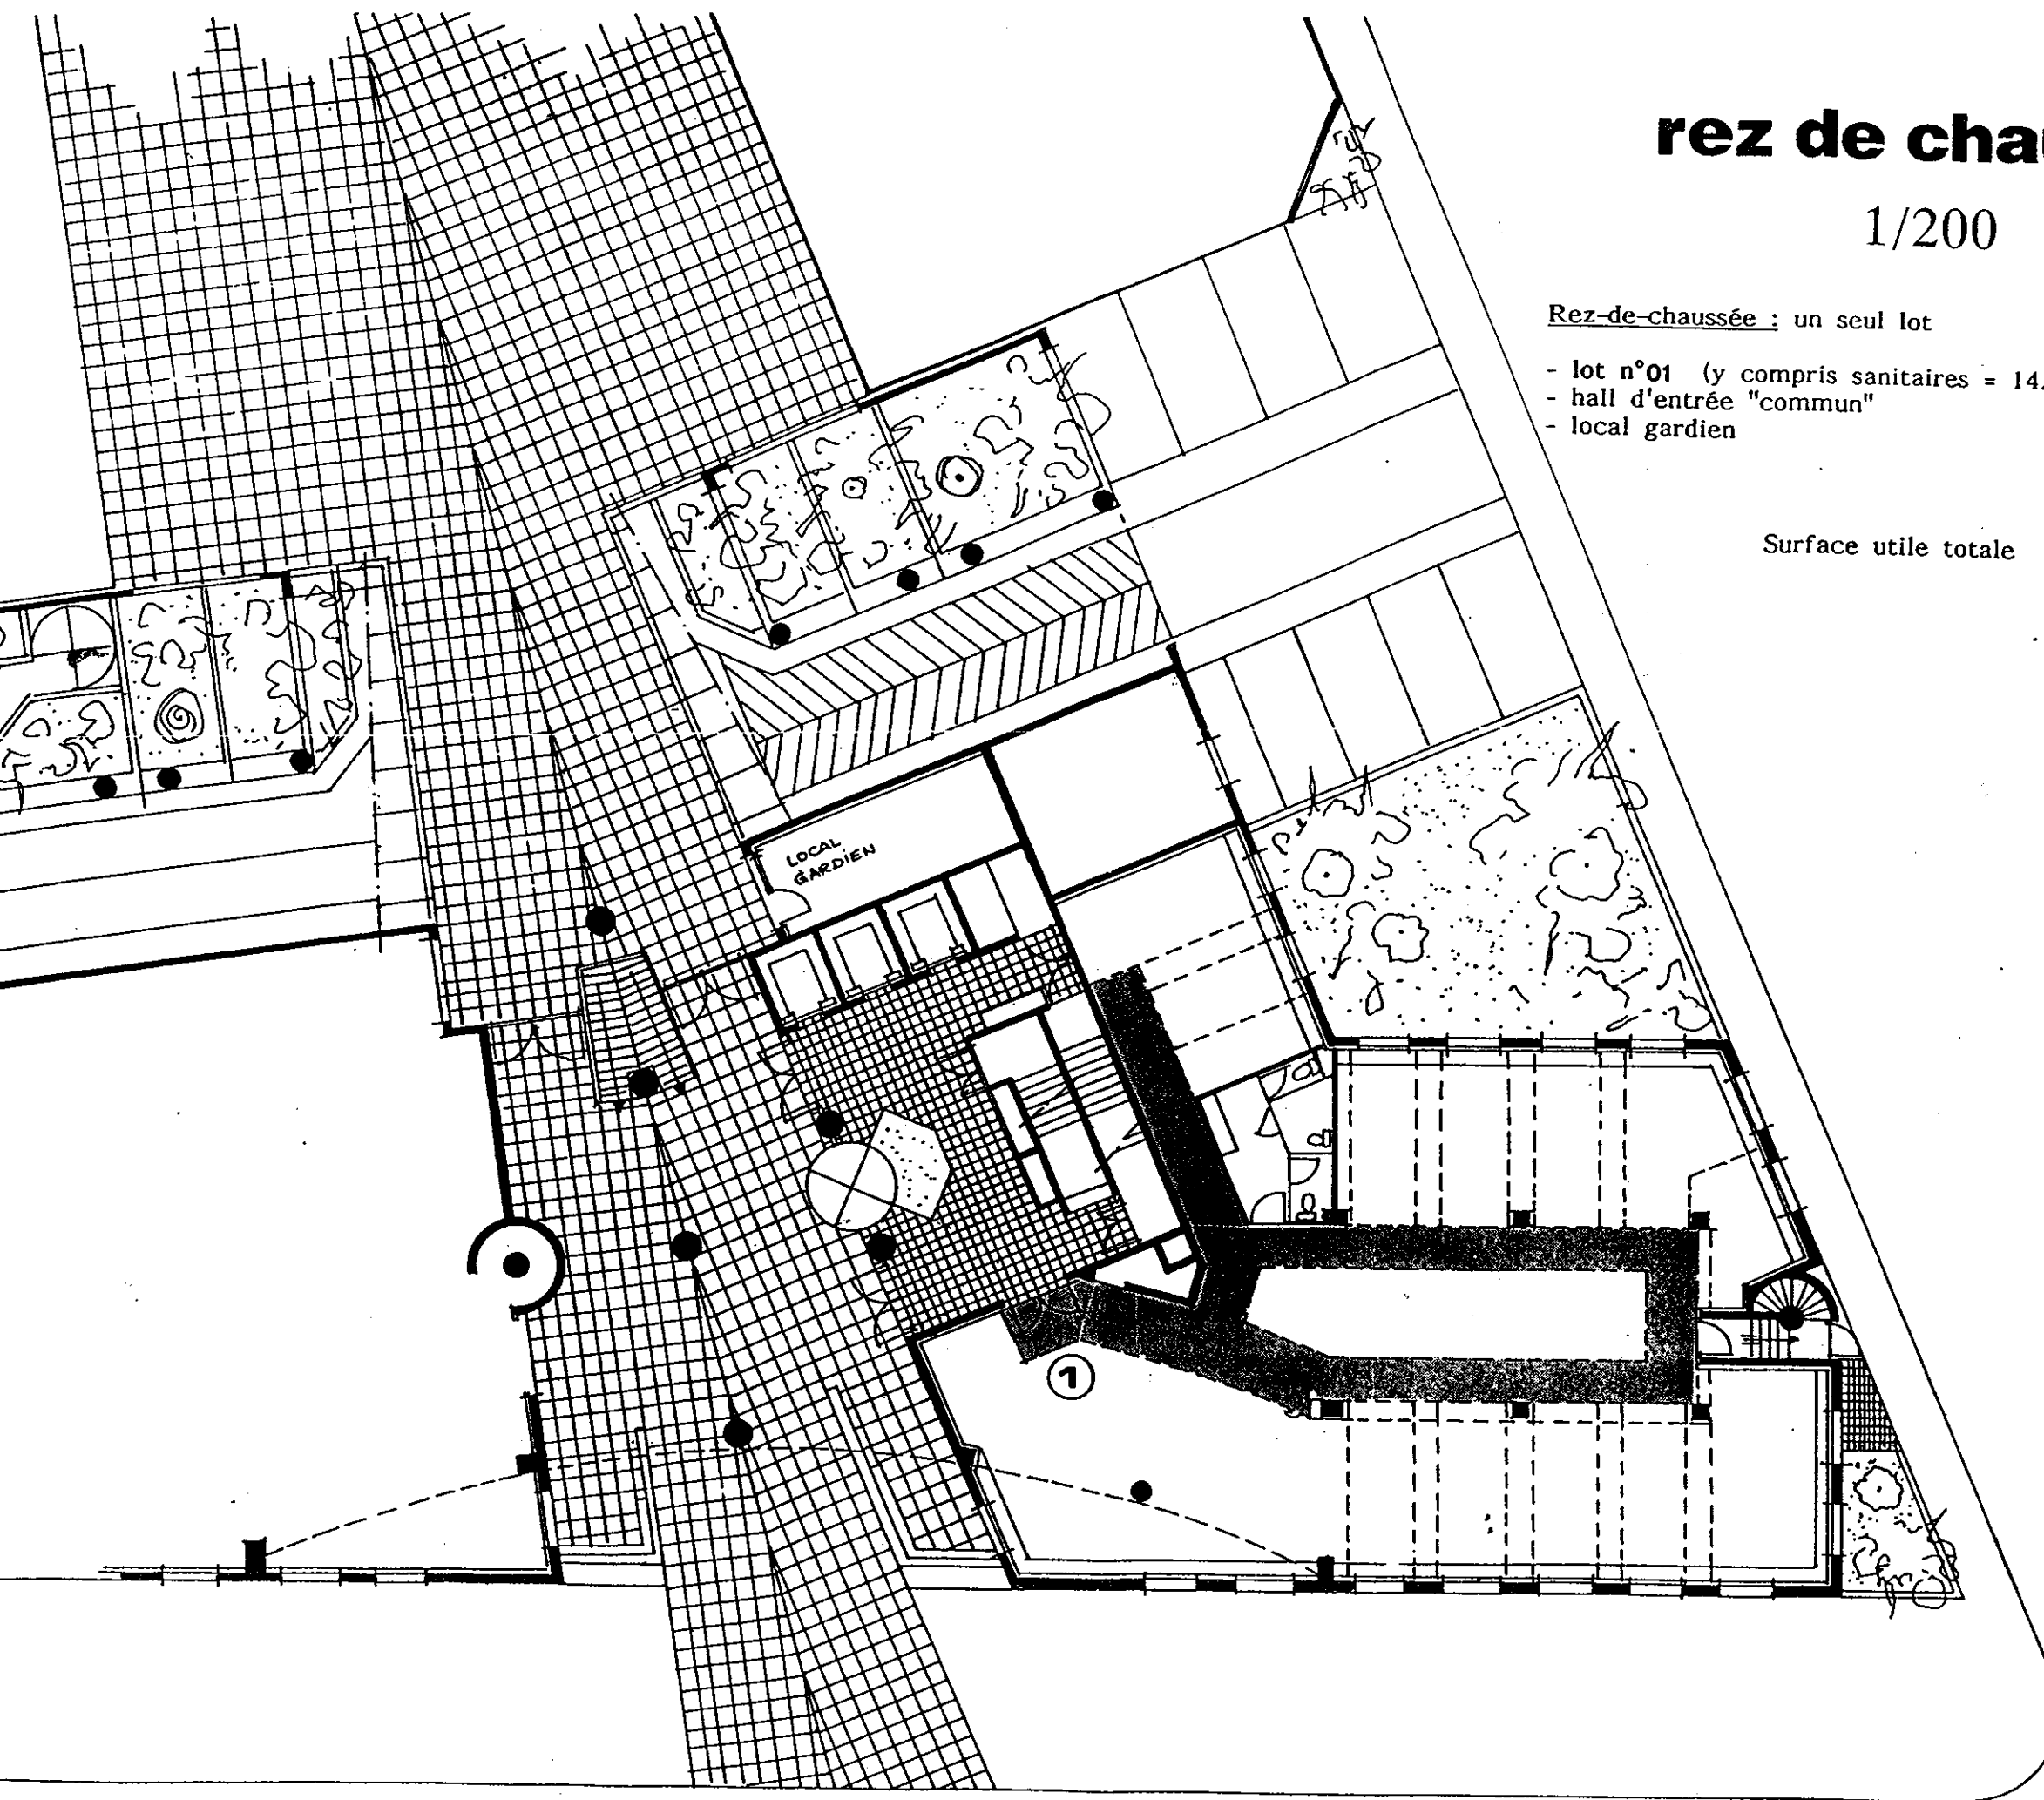 rez de cha
1/200
Rez-de-chaussée : un seul lot
- lot n°01 (y compris sanitaires = 14.
- hall d'entrée "commun"
- local gardien
Surface utile totale
LOCAL
GARDIEN
1